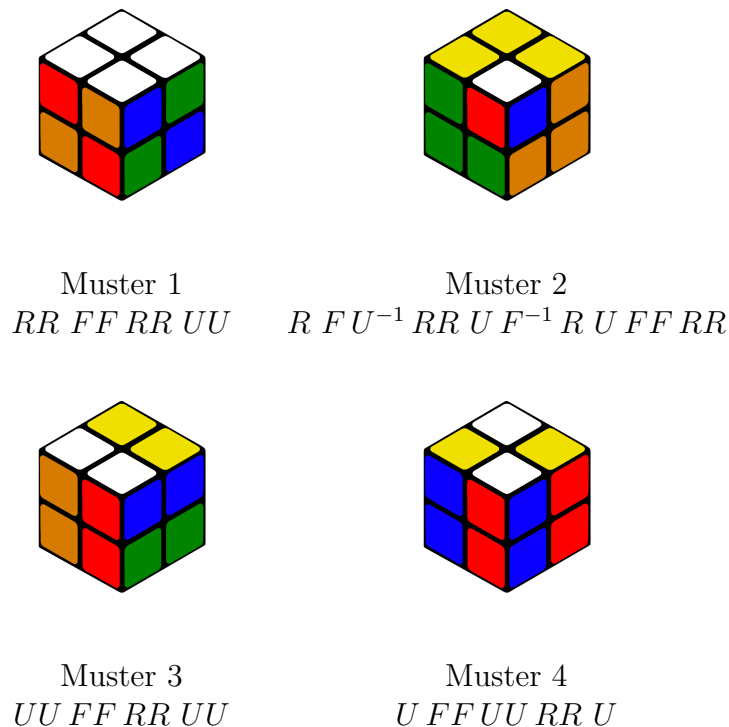 Muster 1
RR FF RR UU
Muster 2
R F U⁻¹ RR U F⁻¹ R U FF RR
Muster 3
UU FF RR UU
Muster 4
U FF UU RR U